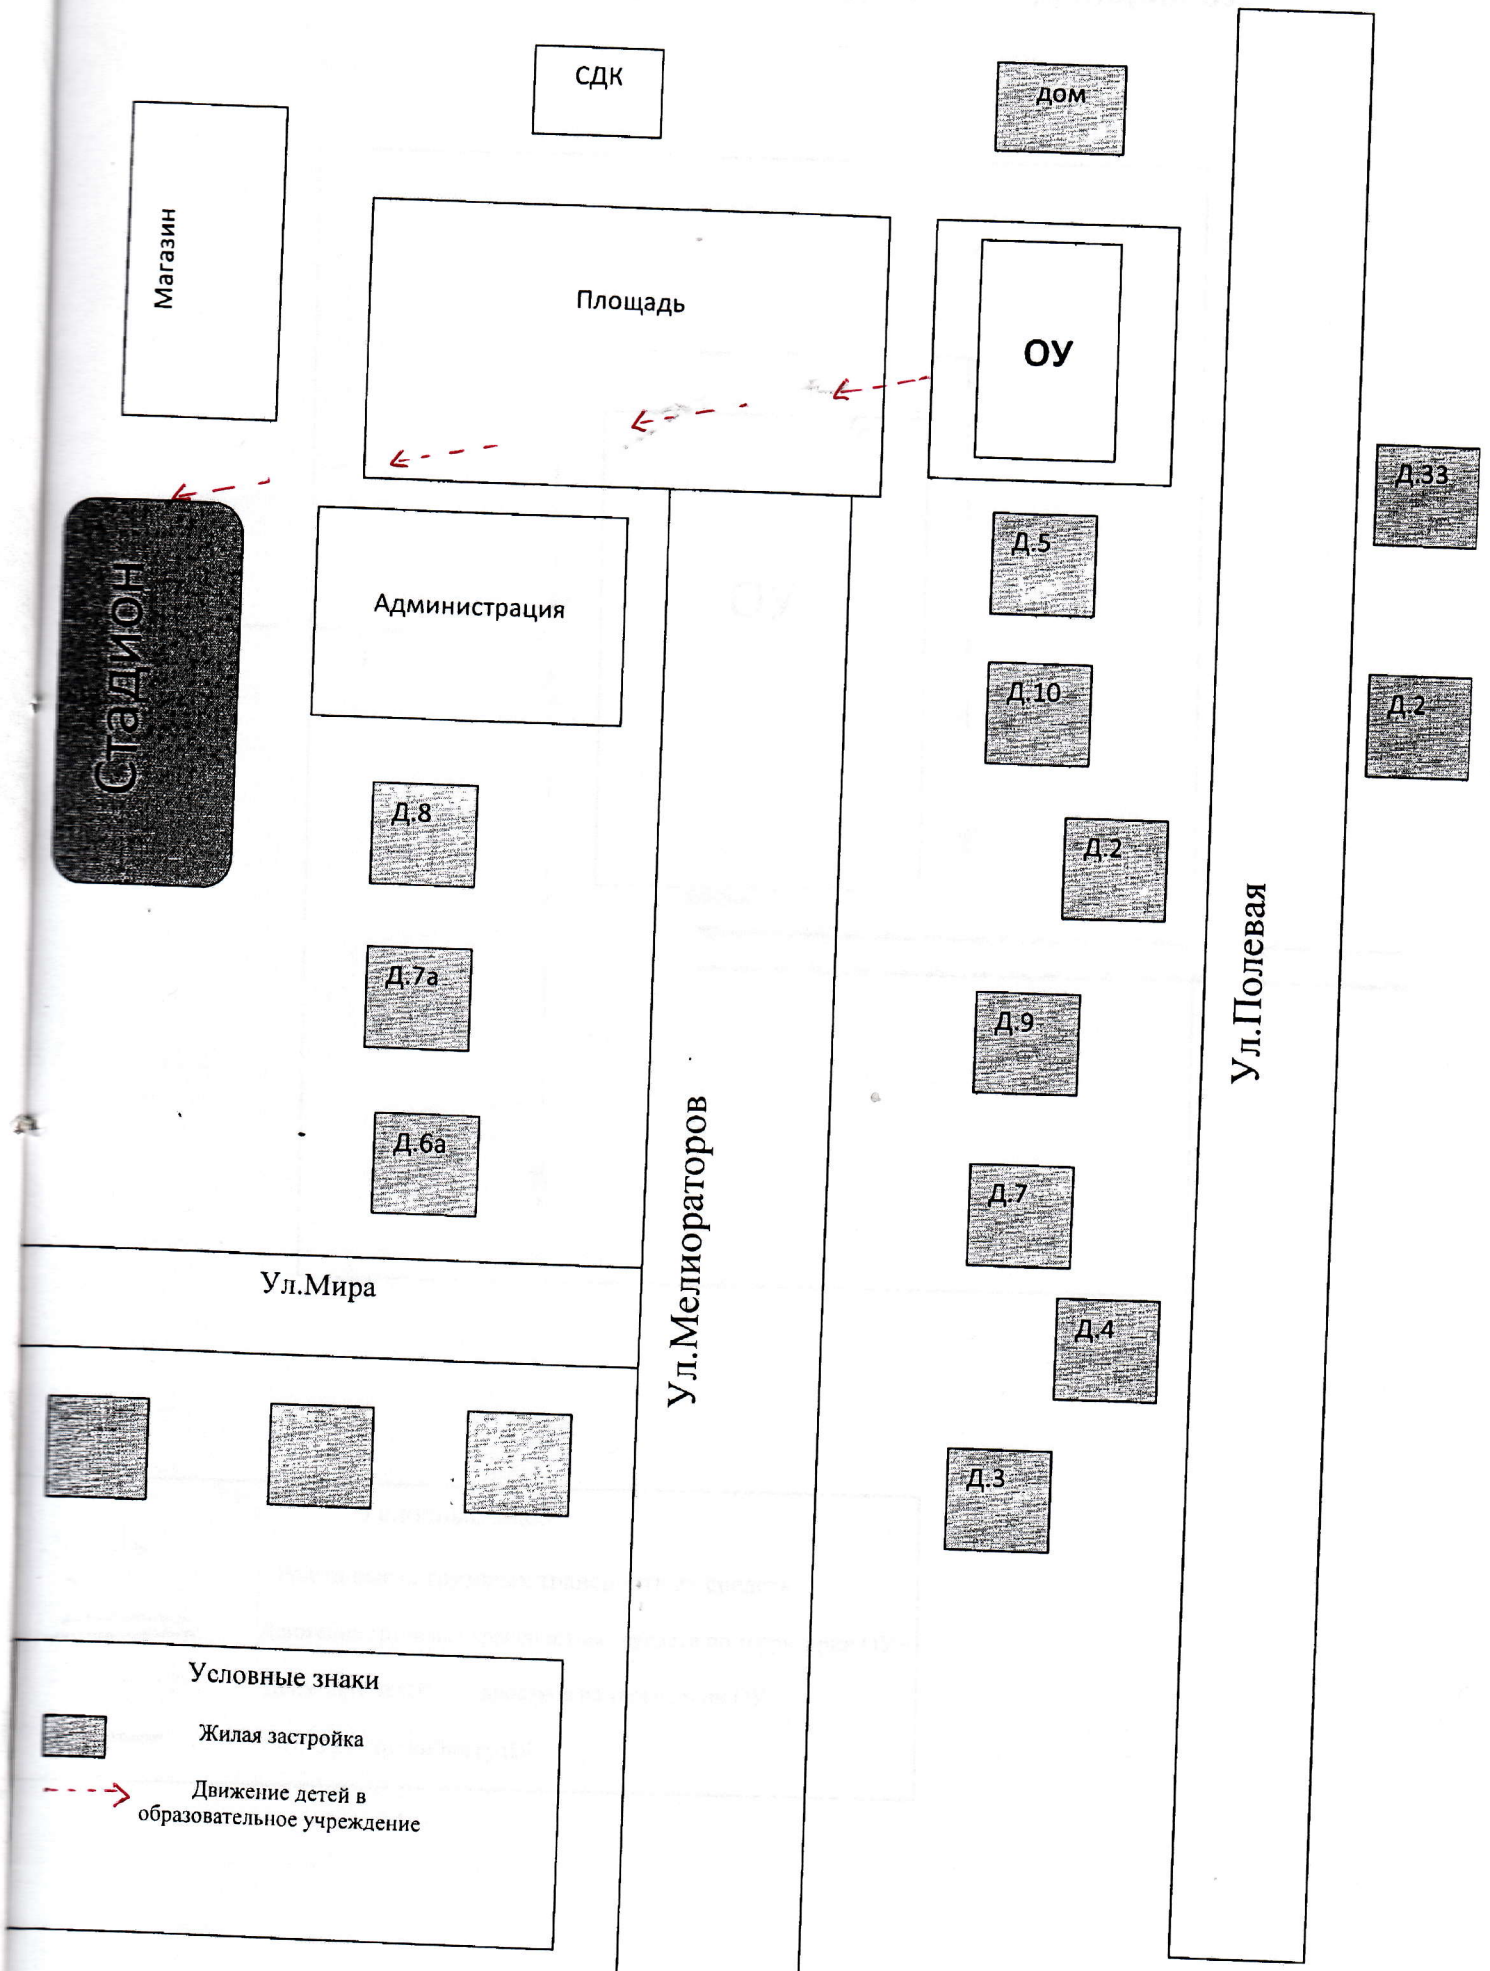 СДК
дом
Магазин
Площадь
ОУ
Д.33
Д.5
Администрация
Стадион
Д.10
Д.2
Д.8
Д.2
Д.7а
Д.9
Ул.Полевая
Д.6а
Д.7
Ул.Мелиораторов
Ул.Мира
Д.4
Д.3
Условные знаки
Жилая застройка
Движение детей в
образовательное учреждение